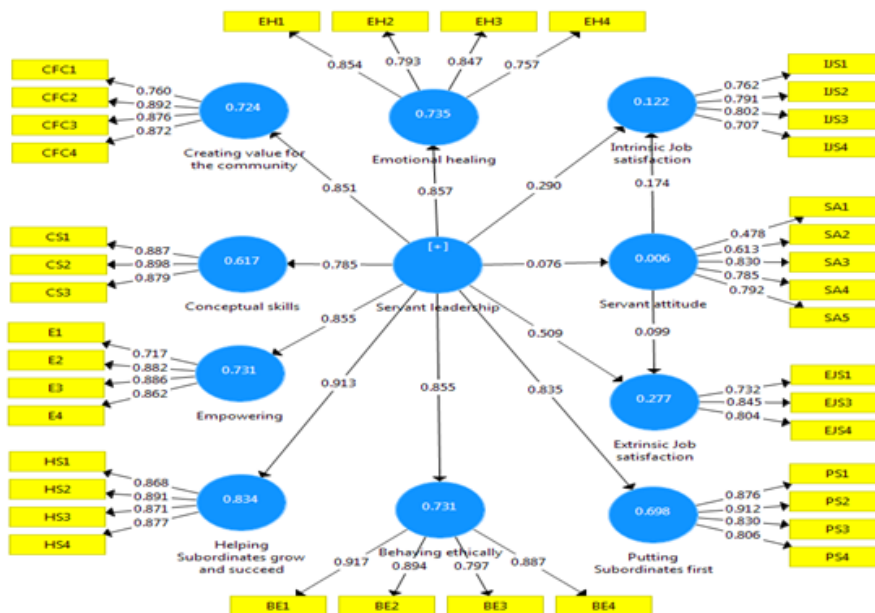 EH1
EH2
EH3
EH4
0.854
0.793
0.847
0.757
0.735
Emotional healing
CFC1
CFC2
CFC3
CFC4
0.760
0.892
0.876
0.872
0.724
Creating value for
the community
IJS1
IJS2
IJS3
IJS4
0.762
0.791
0.802
0.707
0.122
Intrinsic Job
satisfaction
0.851
0.857
0.290
0.174
CS1
CS2
CS3
0.887
0.898
0.879
0.617
Conceptual skills
0.785
[+]
Servant leadership
0.076
0.006
Servant attitude
SA1
SA2
SA3
SA4
SA5
0.478
0.613
0.830
0.785
0.792
E1
E2
E3
E4
0.717
0.882
0.886
0.862
0.731
Empowering
0.855
0.913
0.855
0.835
0.509
0.099
0.277
Extrinsic Job
satisfaction
EJS1
EJS3
EJS4
0.732
0.845
0.804
HS1
HS2
HS3
HS4
0.868
0.891
0.871
0.877
0.834
Helping
Subordinates grow
and succeed
0.731
Behaving ethically
0.917
0.894
0.797
0.887
BE1
BE2
BE3
BE4
0.698
Putting
Subordinates first
PS1
PS2
PS3
PS4
0.876
0.912
0.830
0.806